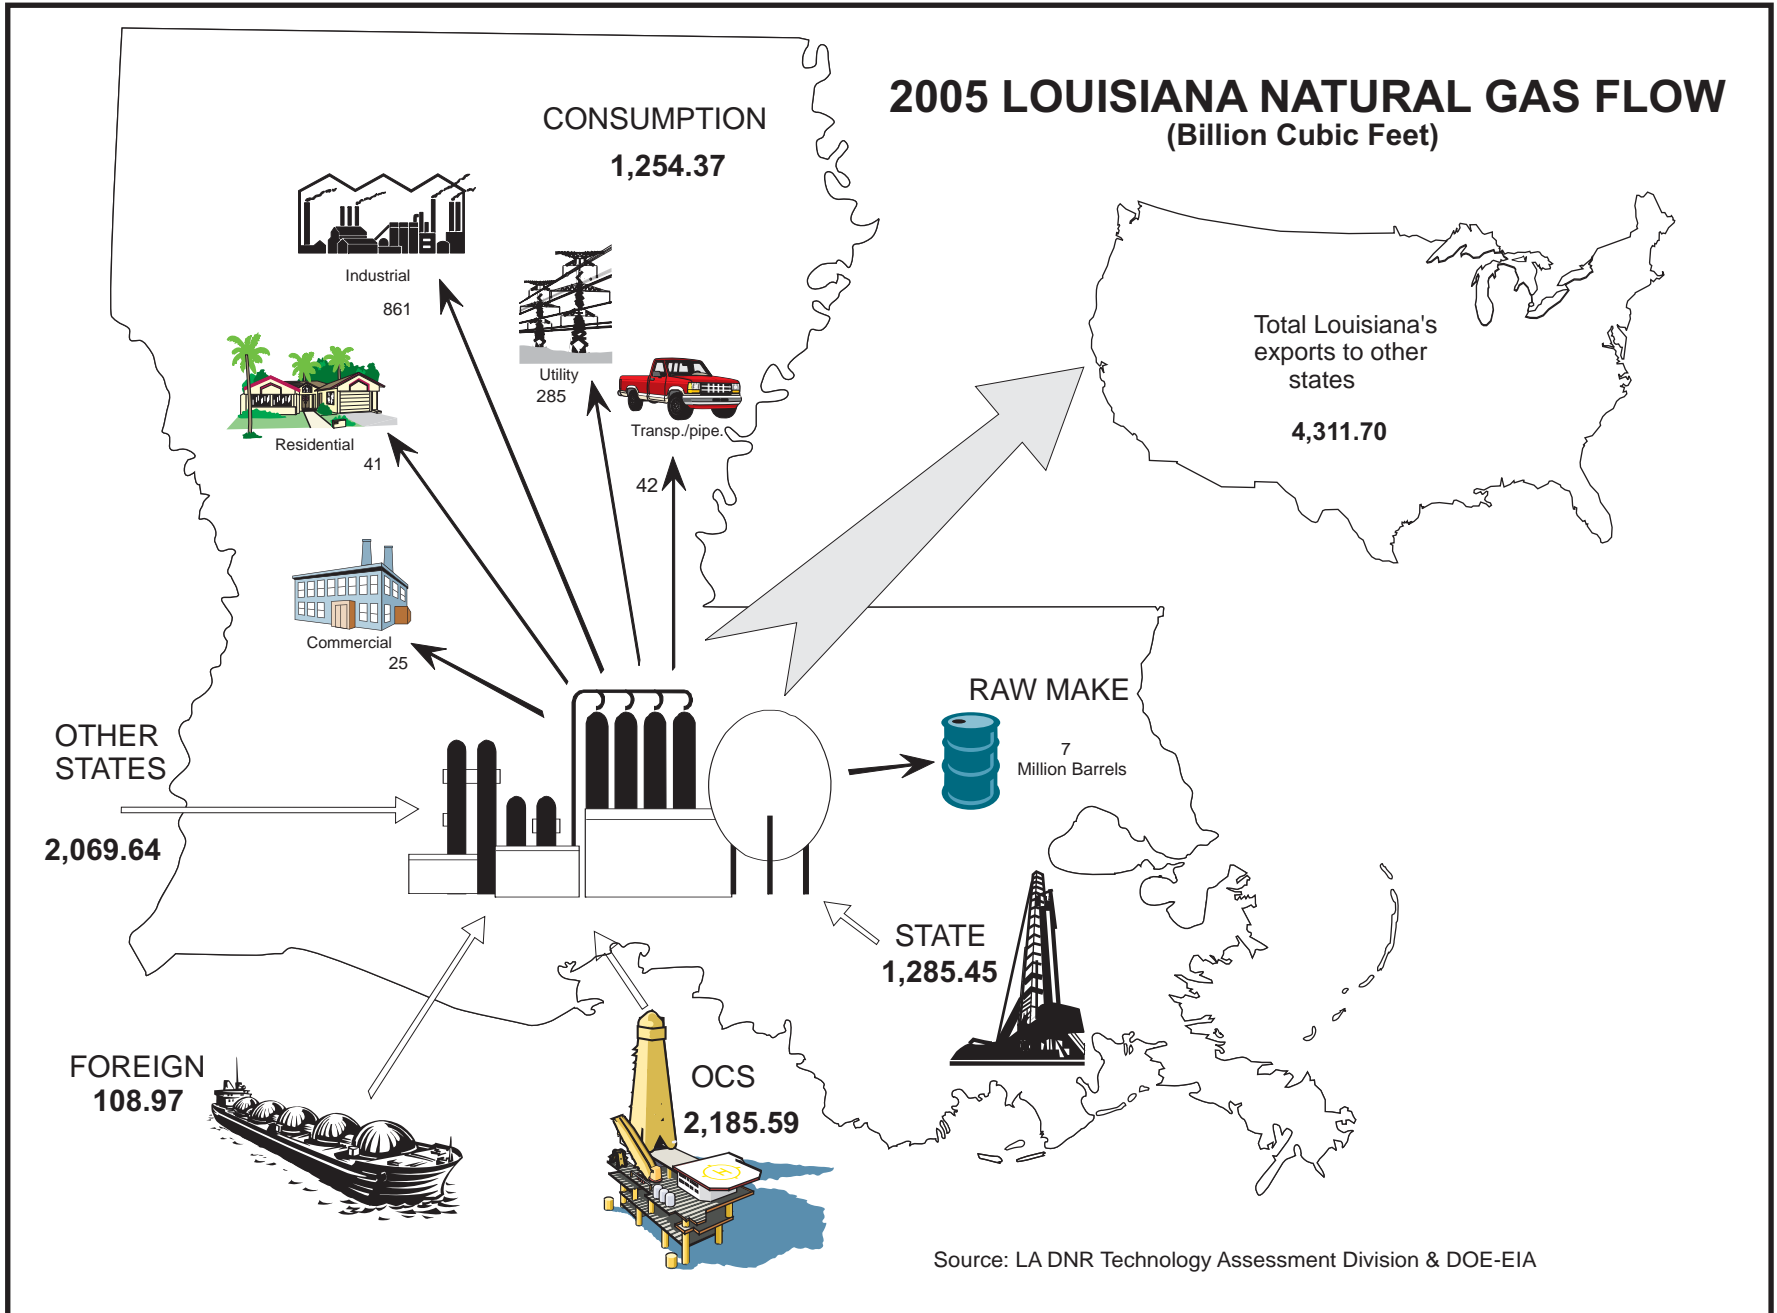 2005 LOUISIANA NATURAL GAS FLOW
(Billion Cubic Feet)
CONSUMPTION
1,254.37
Industrial
861
Utility
285
Transp./pipe.
42
Residential
41
Commercial
25
Total Louisiana's
exports to other
states
4,311.70
RAW MAKE
7
Million Barrels
OTHER
STATES
2,069.64
STATE
1,285.45
FOREIGN
108.97
OCS
2,185.59
H
Source: LA DNR Technology Assessment Division & DOE-EIA